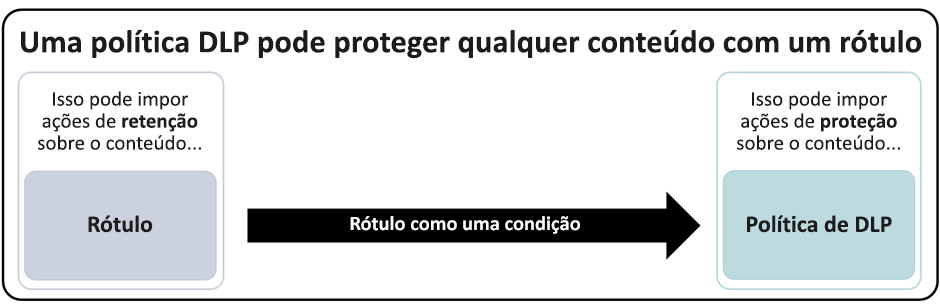 Uma política DLP pode proteger qualquer conteúdo com um rótulo
Isso pode impor
ações de retenção
sobre o conteúdo...
Rótulo
Rótulo como uma condição
Isso pode impor
ações de proteção
sobre o conteúdo...
Política de DLP